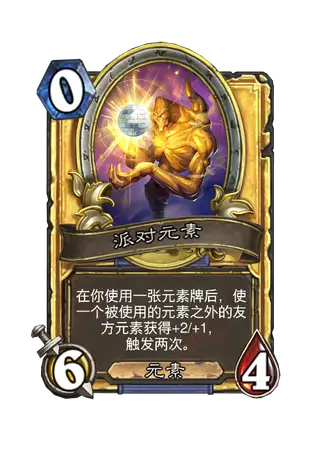 0
派对元素
在你使用一张元素牌后，使
一个被使用的元素之外的友
方元素获得+2/+1，
触发两次。
6
元素
4